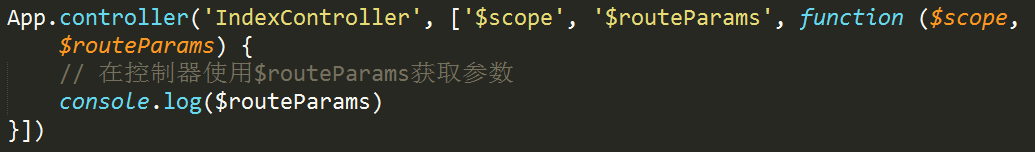 App.controller('IndexController', ['$scope', '$routeParams', function ($scope,
$routeParams) {
// 在控制器使用$routeParams获取参数
console.log($routeParams)
}])